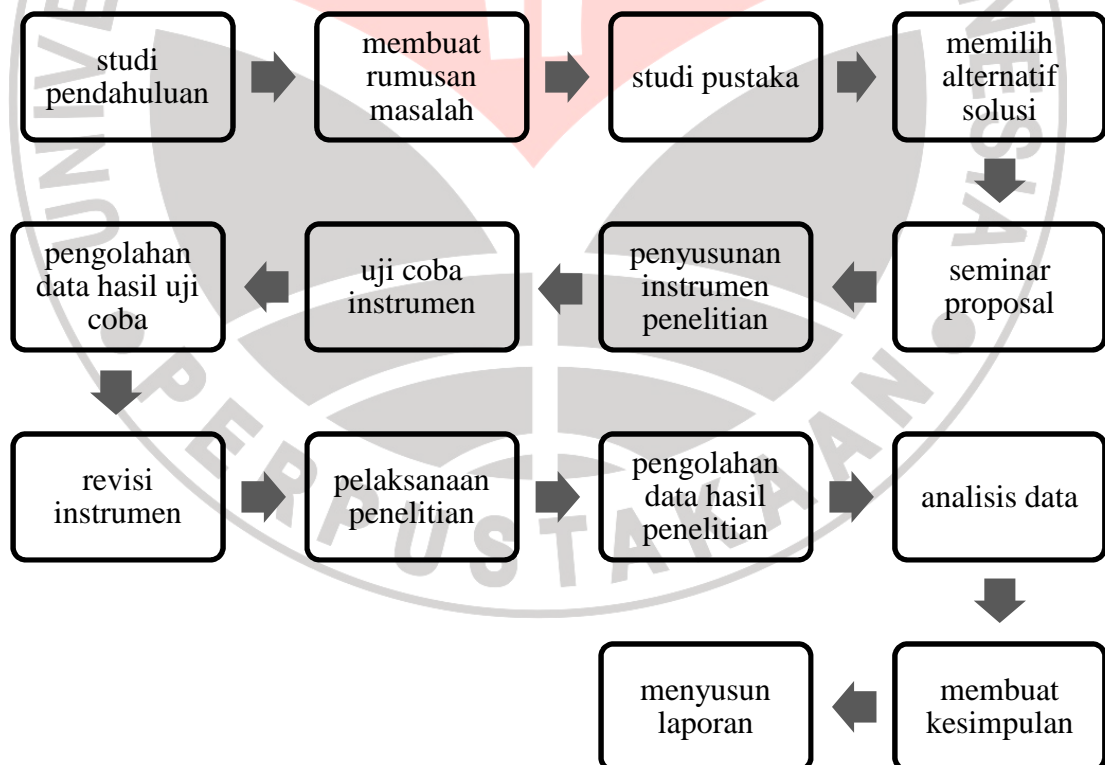 studi
pendahuluan
membuat
rumusan
masalah
studi pustaka
memilih
alternatif
solusi
seminar
proposal
penyusunan
instrumen
penelitian
uji coba
instrumen
pengolahan
data hasil uji
coba
revisi
instrumen
pelaksanaan
penelitian
pengolahan
data hasil
penelitian
analisis data
membuat
kesimpulan
menyusun
laporan
PERPUSTAKAAN